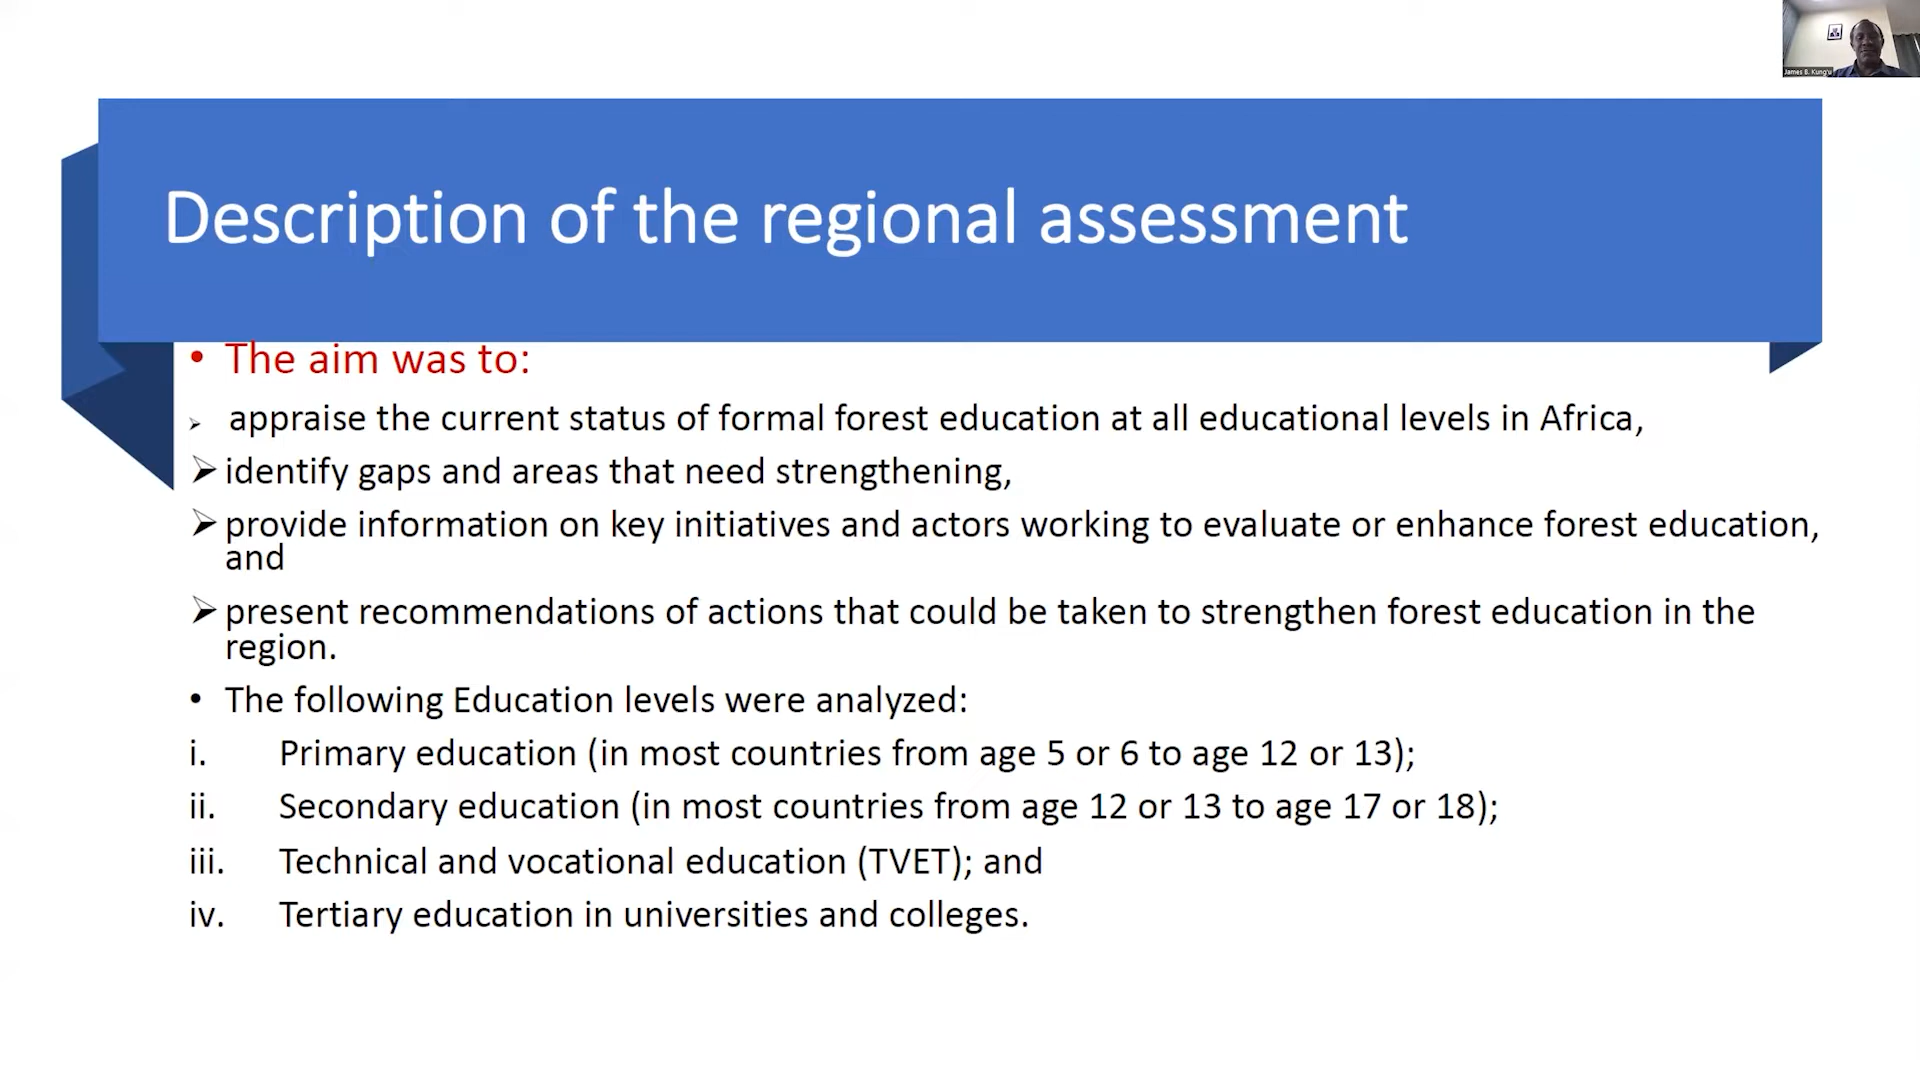 James B. Kung'u
Description of the regional assessment
• The aim was to:
➢ appraise the current status of formal forest education at all educational levels in Africa,
➢ identify gaps and areas that need strengthening,
➢ provide information on key initiatives and actors working to evaluate or enhance forest education,
and
➢ present recommendations of actions that could be taken to strengthen forest education in the
region.
• The following Education levels were analyzed:
i. Primary education (in most countries from age 5 or 6 to age 12 or 13);
ii. Secondary education (in most countries from age 12 or 13 to age 17 or 18);
iii. Technical and vocational education (TVET); and
iv. Tertiary education in universities and colleges.